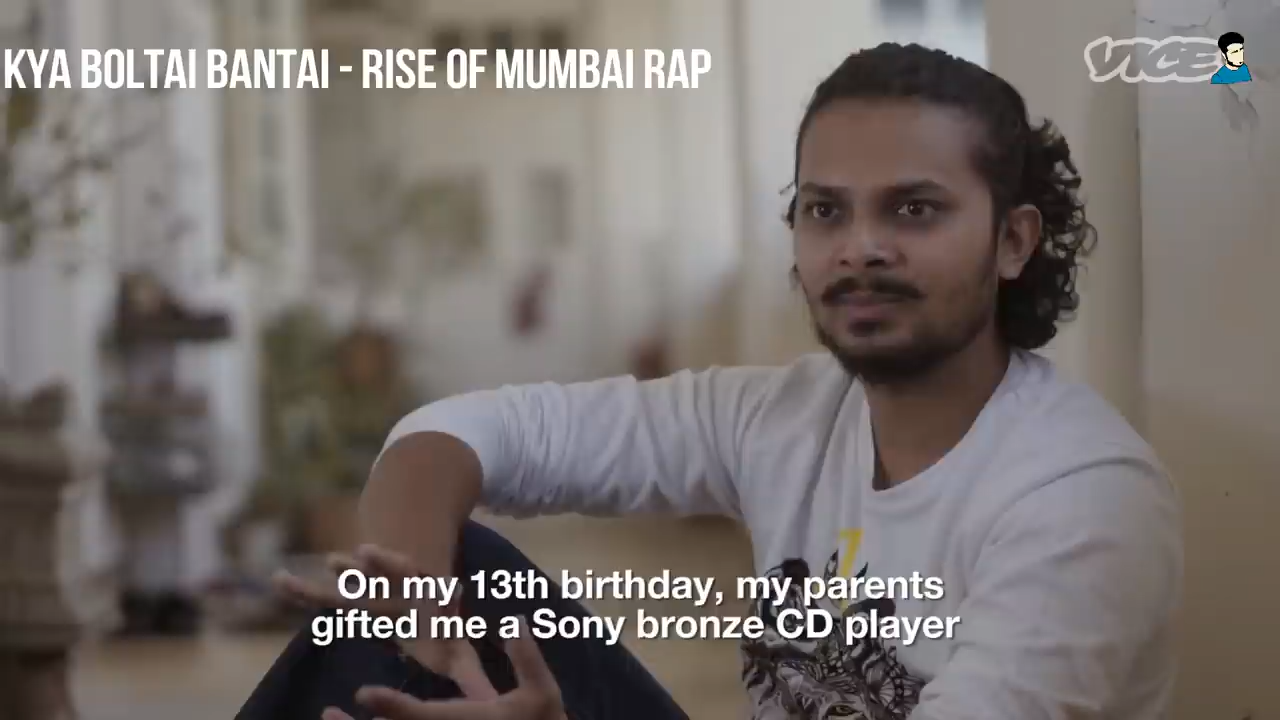 KYA BOLTAI BANTAI - RISE OF MUMBAI RAP
VICE
7
On my 13th birthday, my parents
gifted me a Sony bronze CD player